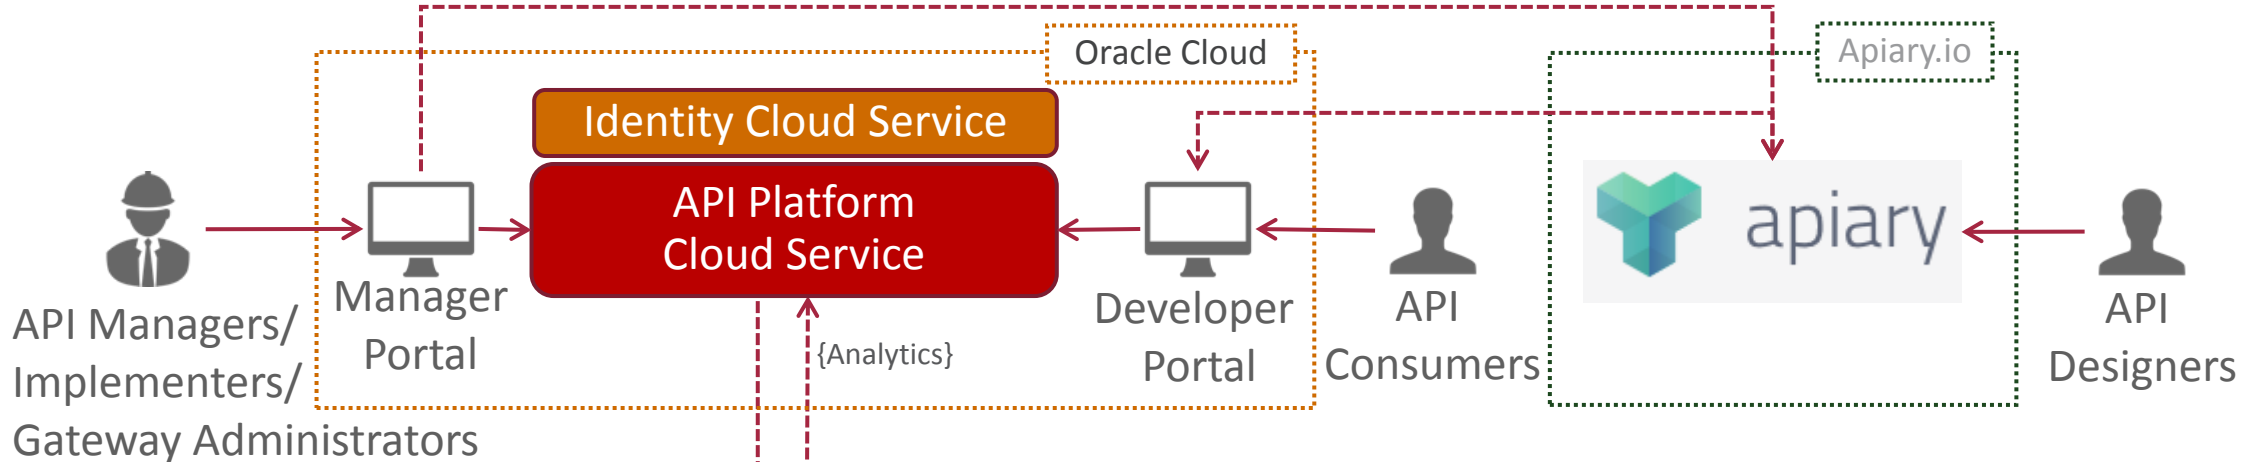 Oracle Cloud
Apiary.io
Identity Cloud Service
API Platform
Cloud Service
apiary
Manager
Portal
Developer
Portal
{Analytics}
API Managers/
Implementers/
Gateway Administrators
API
Consumers
API
Designers